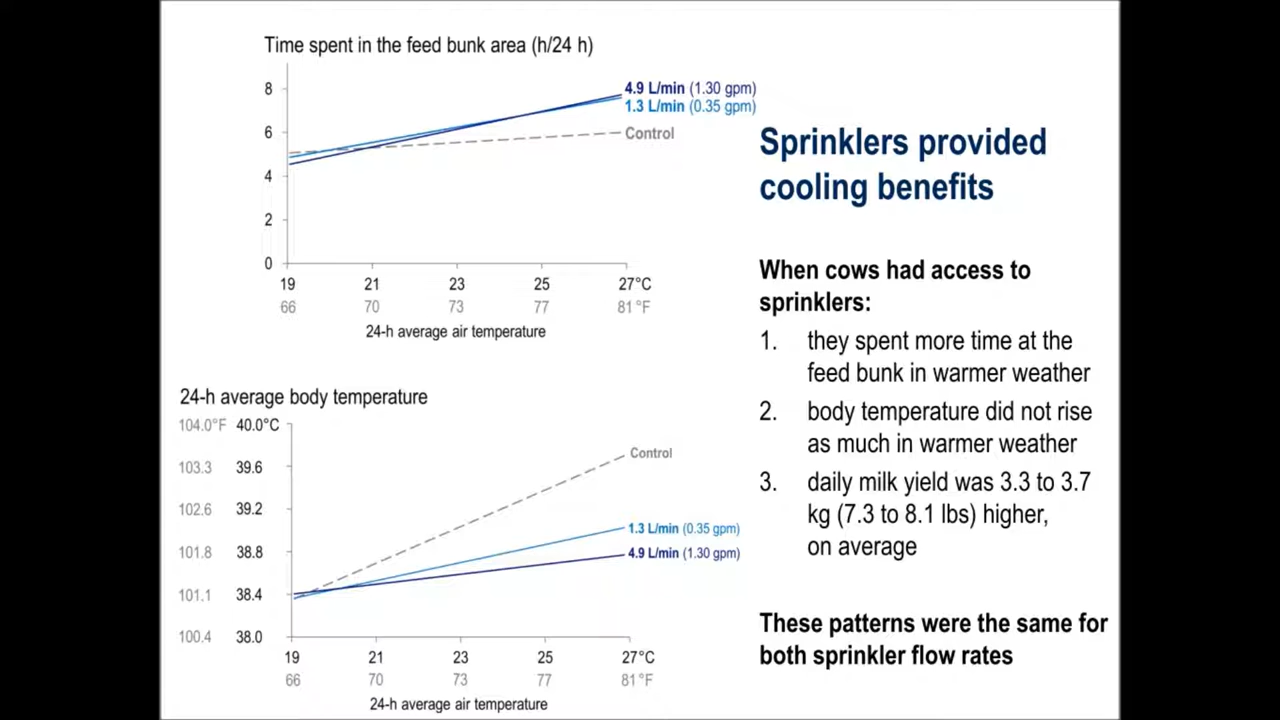 Time spent in the feed bunk area (h/24 h)
8
6
4
2
0
4.9 L/min (1.30 gpm)
1.3 L/min (0.35 gpm)
Control
19 21 23 25 27°C
66 70 73 77 81°F
24-h average air temperature
24-h average body temperature
104.0°F 40.0°C
103.3 39.6
102.6 39.2
101.8 38.8
101.1 38.4
100.4 38.0
Control
1.3 L/min (0.35 gpm)
4.9 L/min (1.30 gpm)
19 21 23 25 27°C
66 70 73 77 81°F
24-h average air temperature
Sprinklers provided
cooling benefits
When cows had access to
sprinklers:
1. they spent more time at the
feed bunk in warmer weather
2. body temperature did not rise
as much in warmer weather
3. daily milk yield was 3.3 to 3.7
kg (7.3 to 8.1 lbs) higher,
on average
These patterns were the same for
both sprinkler flow rates